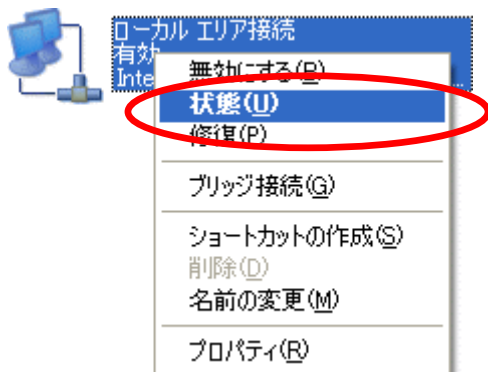 ローカル エリア接続
有効
Inte
無効にする(B)
状態(U)
修復(P)
ブリッジ接続(G)
ショートカットの作成(S)
削除(D)
名前の変更(M)
プロパティ(R)